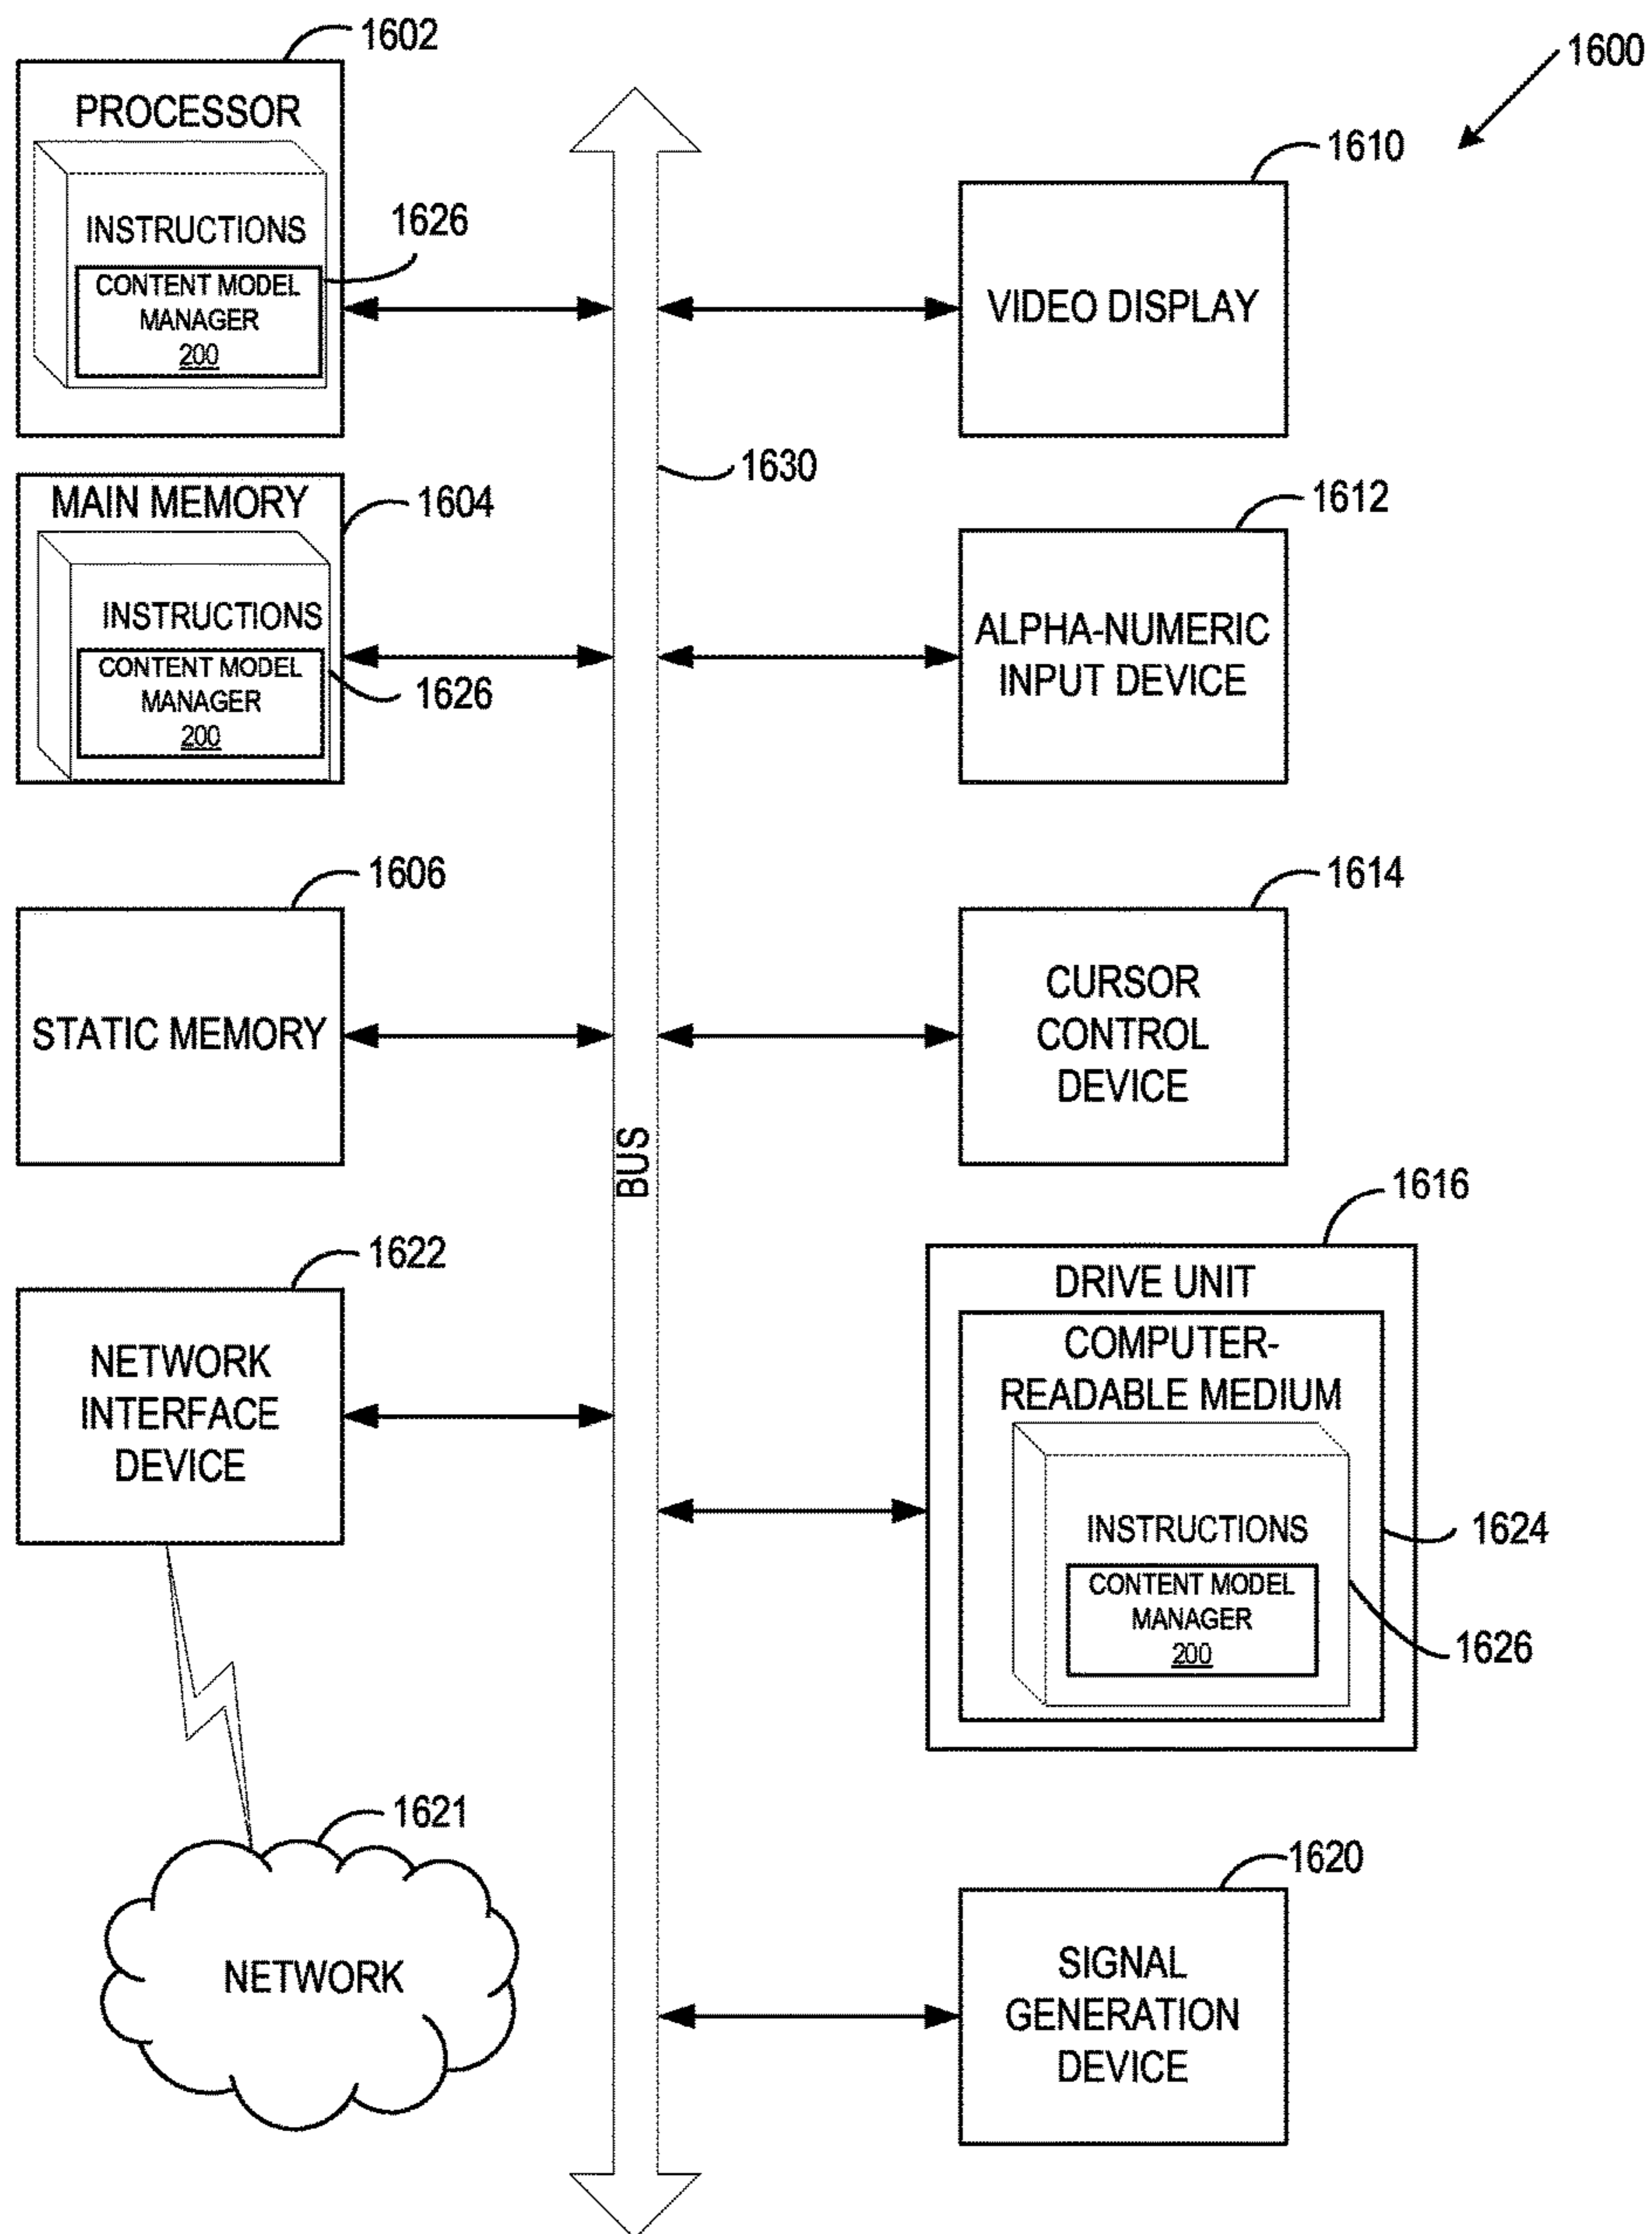 1600
1602
PROCESSOR
INSTRUCTIONS
1626
CONTENT MODEL
MANAGER
200
1604
MAIN MEMORY
INSTRUCTIONS
CONTENT MODEL
MANAGER
200
1626
1606
STATIC MEMORY
1622
NETWORK
INTERFACE
DEVICE
1621
NETWORK
BUS
1630
1610
VIDEO DISPLAY
1612
ALPHA-NUMERIC
INPUT DEVICE
1614
CURSOR
CONTROL
DEVICE
1616
DRIVE UNIT
COMPUTER-
READABLE MEDIUM
INSTRUCTIONS
1624
CONTENT MODEL
MANAGER
200
1626
1620
SIGNAL
GENERATION
DEVICE